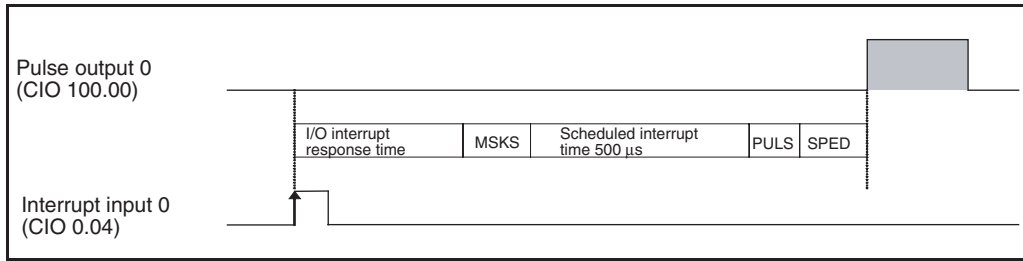 Pulse output 0
(CIO 100.00)
I/O interrupt
response time
MSKS
Scheduled interrupt
time 500 μs
PULS
SPED
Interrupt input 0
(CIO 0.04)